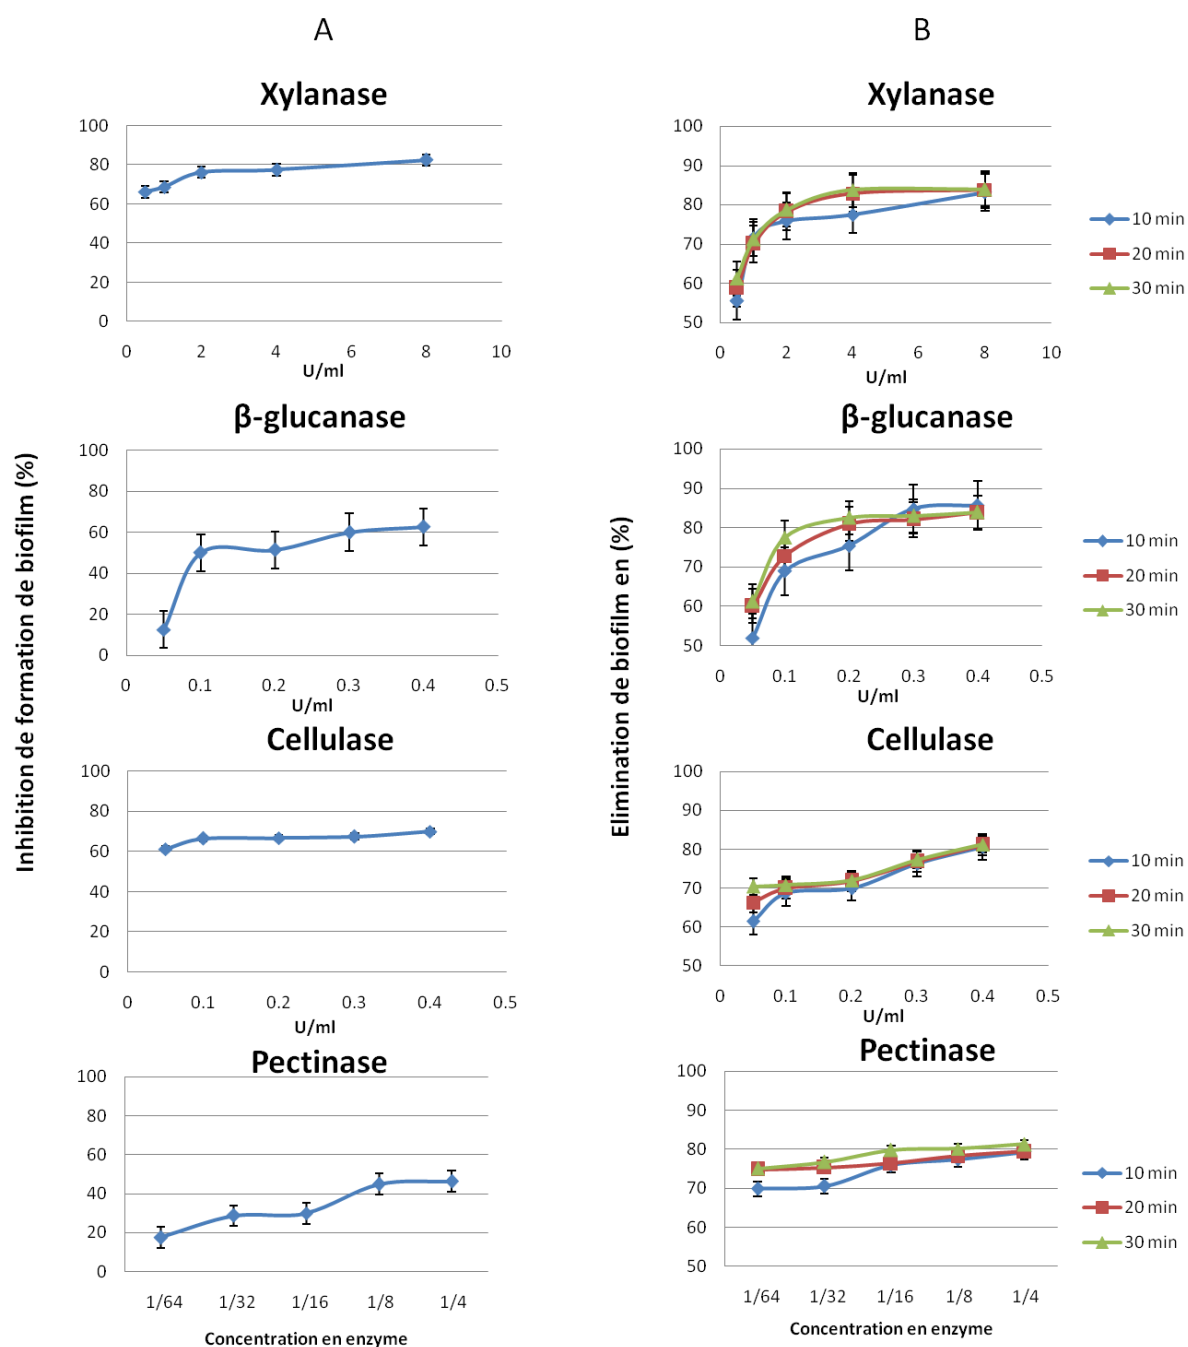 A
B
Inhibition de formation de biofilm (%)
Xylanase
100
80
60
40
20
0
0 2 4 6 8 10
U/ml
β-glucanase
100
80
60
40
20
0
0 0.1 0.2 0.3 0.4 0.5
U/ml
Cellulase
100
80
60
40
20
0
0 0.1 0.2 0.3 0.4 0.5
U/ml
Pectinase
100
80
60
40
20
0
1/64 1/32 1/16 1/8 1/4
Concentration en enzyme
Elimination de biofilm en (%)
Xylanase
100
90
80
70
60
50
0 2 4 6 8 10
U/ml
10 min
20 min
30 min
β-glucanase
100
90
80
70
60
50
0 0.1 0.2 0.3 0.4 0.5
U/ml
10 min
20 min
30 min
Cellulase
100
90
80
70
60
50
0 0.1 0.2 0.3 0.4 0.5
U/ml
10 min
20 min
30 min
Pectinase
100
90
80
70
60
50
1/64 1/32 1/16 1/8 1/4
Concentration en enzyme
10 min
20 min
30 min